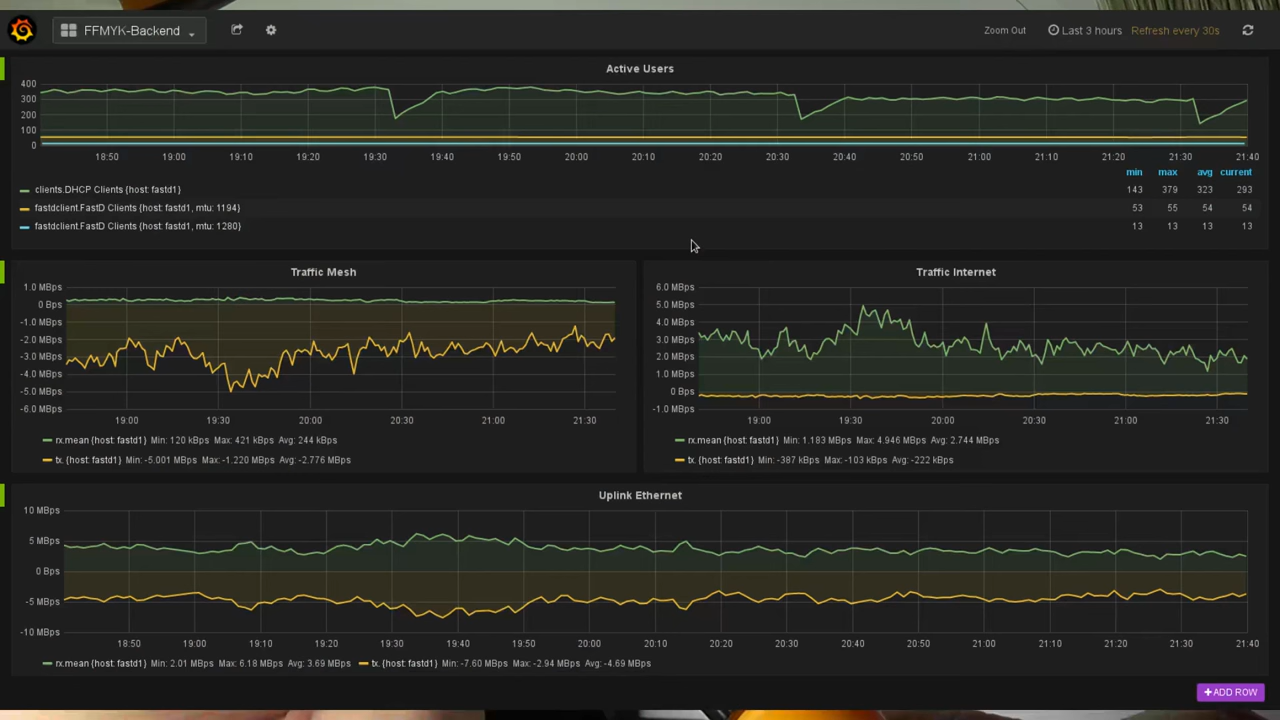 FFMYK-Backend
Zoom Out Last 3 hours Refresh every 30s
Active Users
400
300
200
100
0
18:50 19:00 19:10 19:20 19:30 19:40 19:50 20:00 20:10 20:20 20:30 20:40 20:50 21:00 21:10 21:20 21:30 21:40
min max avg current
clients.DHCP Clients {host: fastd1} 143 379 323 293
fastdclient.FastD Clients {host: fastd1, mtu: 1194} 53 55 54 54
fastdclient.FastD Clients {host: fastd1, mtu: 1280} 13 13 13 13
Traffic Mesh
1.0 MBps
0 Bps
-1.0 MBps
-2.0 MBps
-3.0 MBps
-4.0 MBps
-5.0 MBps
-6.0 MBps
19:00 19:30 20:00 20:30 21:00 21:30
rx.mean {host: fastd1} Min: 120 kBps Max: 421 kBps Avg: 244 kBps
tx. {host: fastd1} Min: -5.001 MBps Max: -1.220 MBps Avg: -2.776 MBps
Traffic Internet
6.0 MBps
5.0 MBps
4.0 MBps
3.0 MBps
2.0 MBps
1.0 MBps
0 Bps
-1.0 MBps
19:00 19:30 20:00 20:30 21:00 21:30
rx.mean {host: fastd1} Min: 1.183 MBps Max: 4.946 MBps Avg: 2.744 MBps
tx. {host: fastd1} Min: -387 kBps Max: -103 kBps Avg: -222 kBps
Uplink Ethernet
10 MBps
5 MBps
0 Bps
-5 MBps
-10 MBps
18:50 19:00 19:10 19:20 19:30 19:40 19:50 20:00 20:10 20:20 20:30 20:40 20:50 21:00 21:10 21:20 21:30 21:40
rx.mean {host: fastd1} Min: 2.01 MBps Max: 6.18 MBps Avg: 3.69 MBps tx. {host: fastd1} Min: -7.60 MBps Max: -2.94 MBps Avg: -4.69 MBps
+ADD ROW